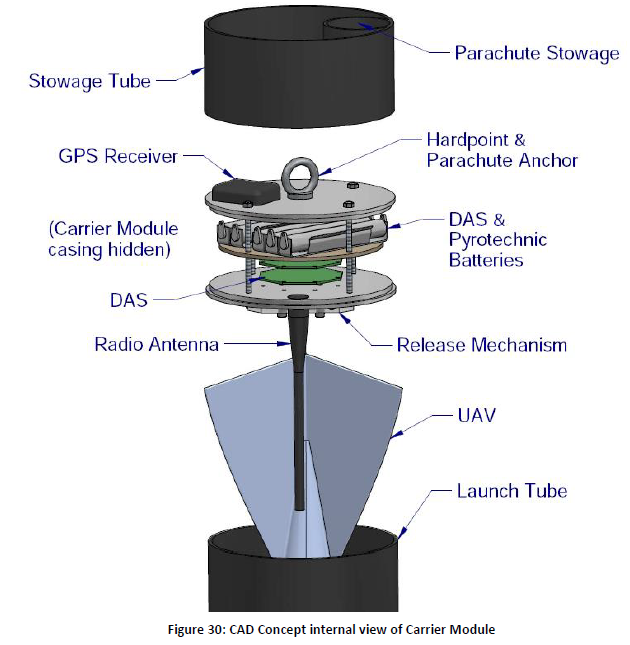 Parachute Stowage
Stowage Tube
Hardpoint &
Parachute Anchor
GPS Receiver
(Carrier Module
casing hidden)
DAS &
Pyrotechnic
Batteries
DAS
Radio Antenna
Release Mechanism
UAV
Launch Tube
Figure 30: CAD Concept internal view of Carrier Module